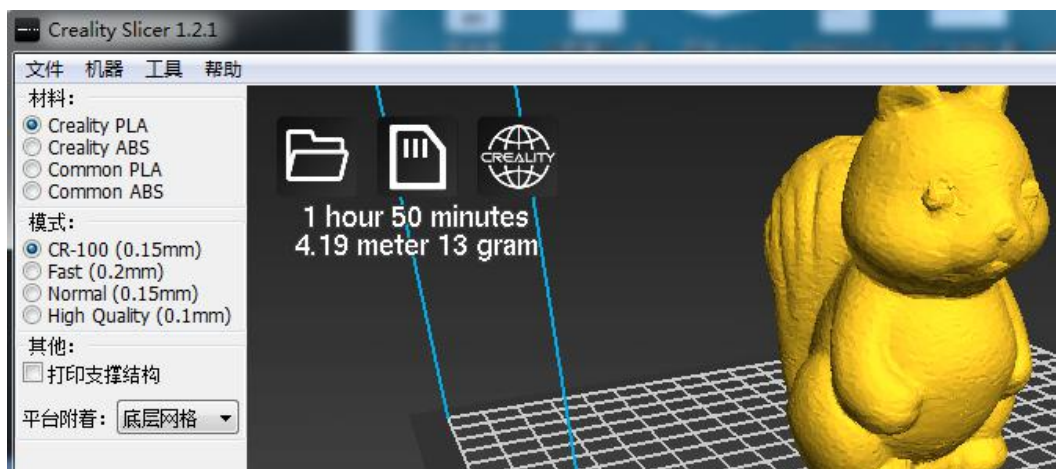 Creality Slicer 1.2.1
文件 机器 工具 帮助
材料:
Creality PLA
Creality ABS
Common PLA
Common ABS
模式:
CR-100 (0.15mm)
Fast (0.2mm)
Normal (0.15mm)
High Quality (0.1mm)
其他:
打印支撑结构
平台附着: 底层网格
CREALITY
1 hour 50 minutes
4.19 meter 13 gram